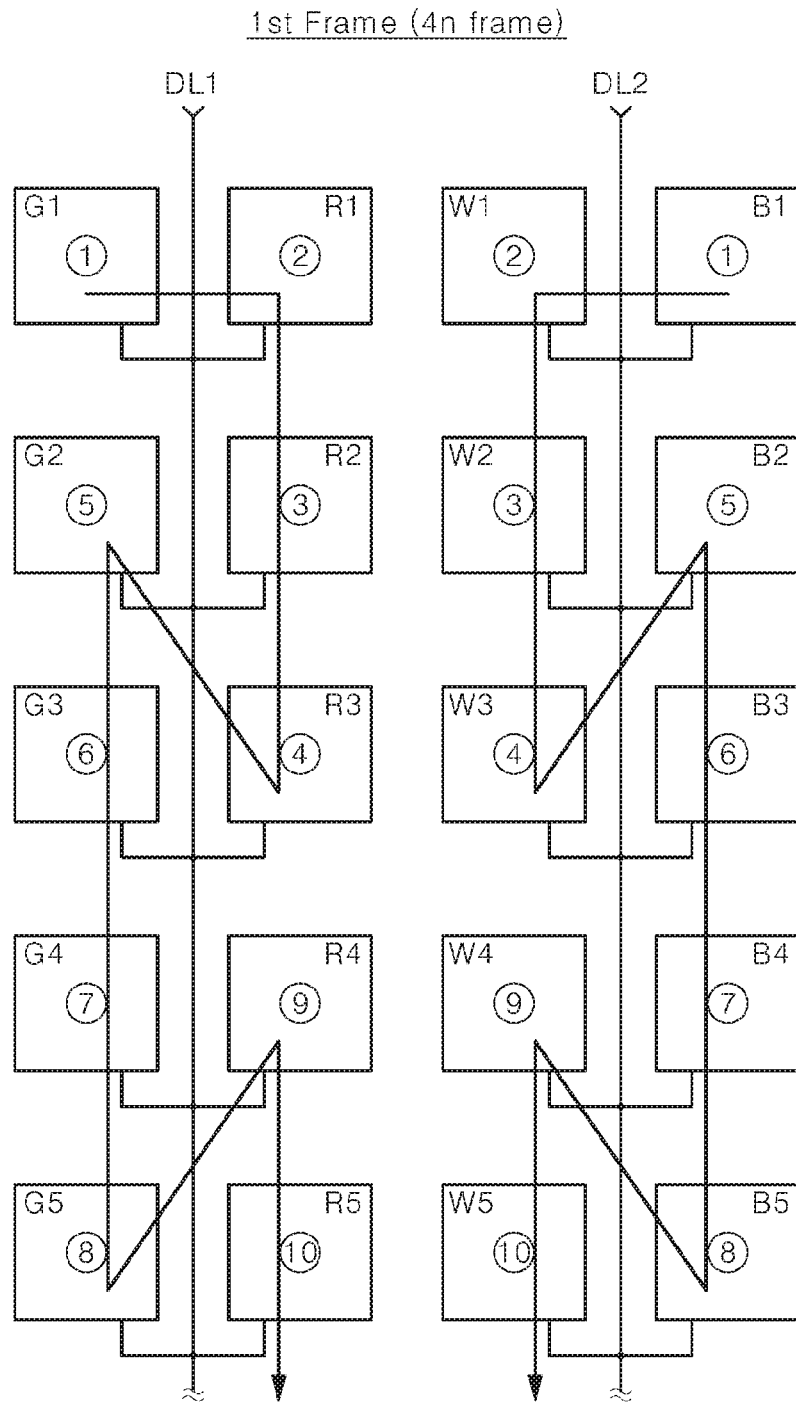 1st Frame (4n frame)
DL1 DL2
G1 R1 W1 B1
① ② ② ①
G2 R2 W2 B2
⑤ ③ ③ ⑤
G3 R3 W3 B3
⑥ ④ ④ ⑥
G4 R4 W4 B4
⑦ ⑨ ⑨ ⑦
G5 R5 W5 B5
⑧ ⑩ ⑩ ⑧